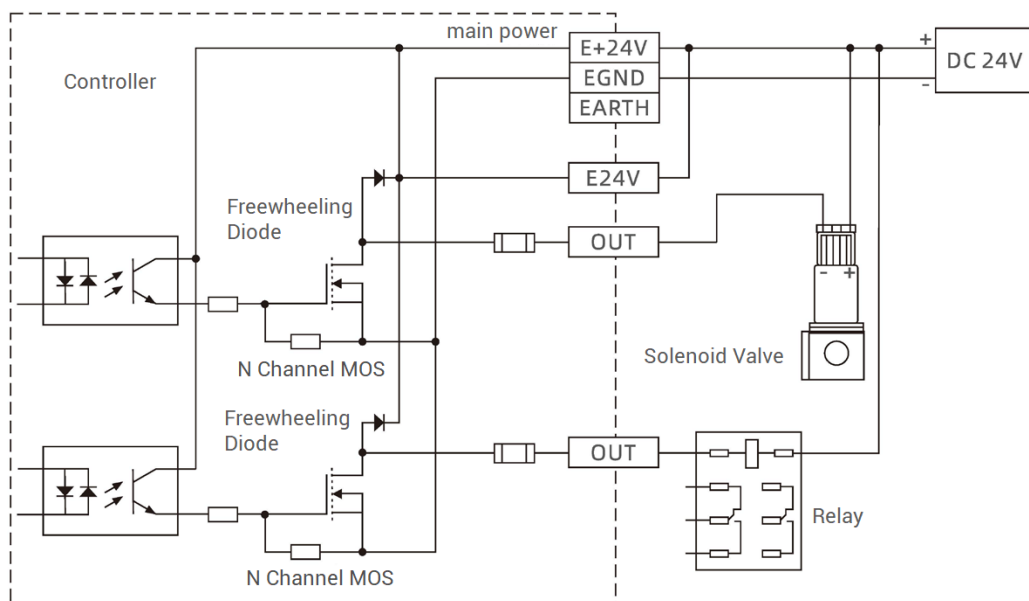 main power
E+24V
+
DC 24V
Controller
EGND
-
EARTH
E24V
Freewheeling
Diode
OUT
- +
Solenoid Valve
N Channel MOS
Freewheeling
Diode
OUT
Relay
N Channel MOS